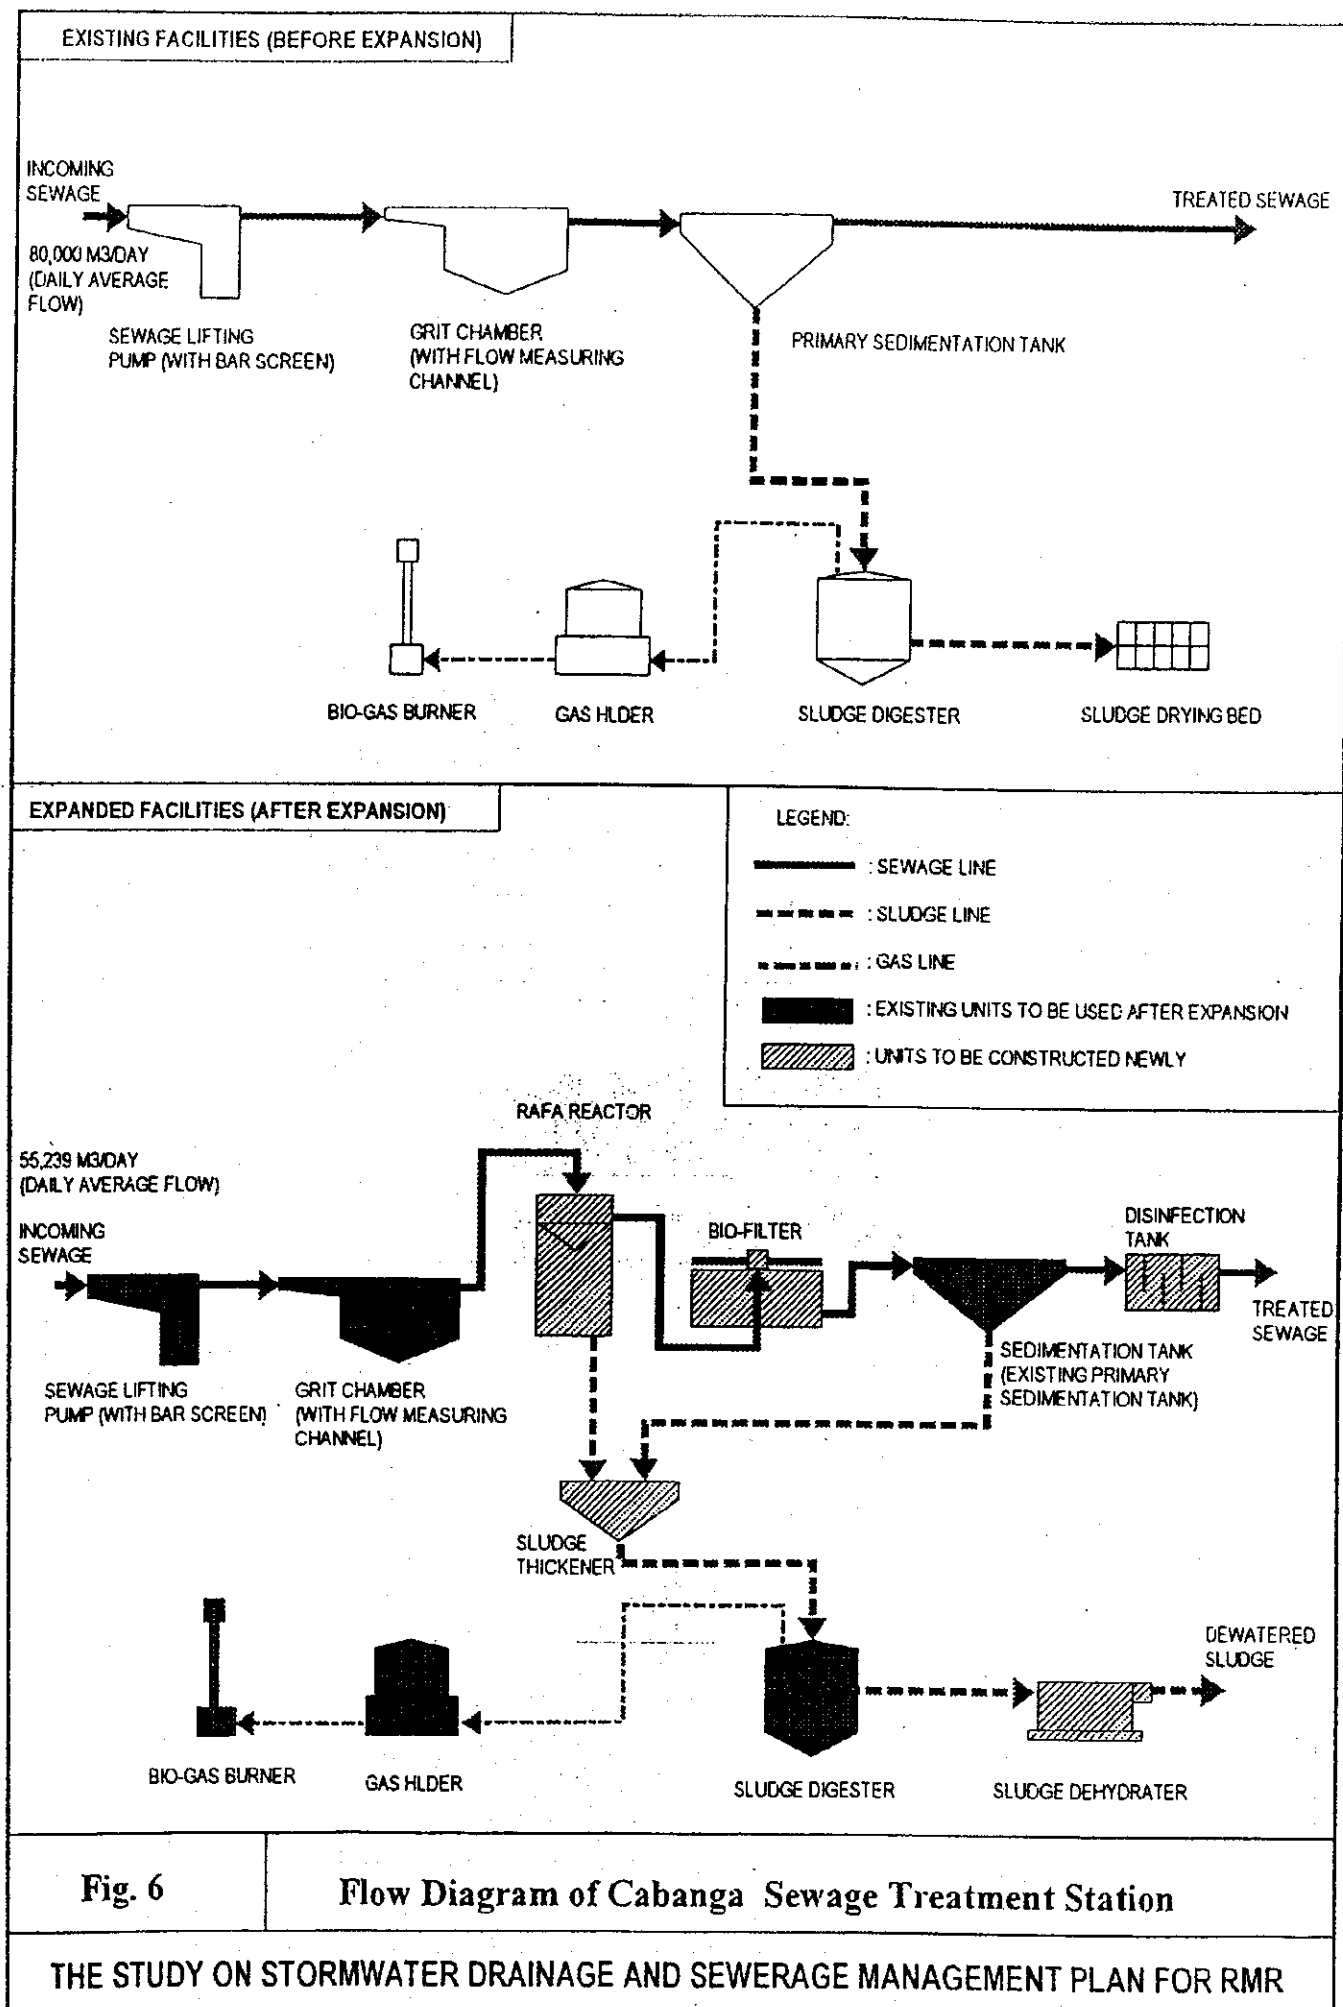 EXISTING FACILITIES (BEFORE EXPANSION)
INCOMING
SEWAGE
80,000 M3/DAY
(DAILY AVERAGE
FLOW)
SEWAGE LIFTING
PUMP (WITH BAR SCREEN)
GRIT CHAMBER
(WITH FLOW MEASURING
CHANNEL)
PRIMARY SEDIMENTATION TANK
TREATED SEWAGE
BIO-GAS BURNER
GAS HLDER
SLUDGE DIGESTER
SLUDGE DRYING BED
EXPANDED FACILITIES (AFTER EXPANSION)
LEGEND:
: SEWAGE LINE
: SLUDGE LINE
: GAS LINE
: EXISTING UNITS TO BE USED AFTER EXPANSION
: UNITS TO BE CONSTRUCTED NEWLY
RAFA REACTOR
55,239 M3/DAY
(DAILY AVERAGE FLOW)
INCOMING
SEWAGE
BIO-FILTER
DISINFECTION
TANK
TREATED
SEWAGE
SEWAGE LIFTING
PUMP (WITH BAR SCREEN)
GRIT CHAMBER
(WITH FLOW MEASURING
CHANNEL)
SEDIMENTATION TANK
(EXISTING PRIMARY
SEDIMENTATION TANK)
SLUDGE
THICKENER
DEWATERED
SLUDGE
BIO-GAS BURNER
GAS HLDER
SLUDGE DIGESTER
SLUDGE DEHYDRATER
Fig. 6
Flow Diagram of Cabanga Sewage Treatment Station
THE STUDY ON STORMWATER DRAINAGE AND SEWERAGE MANAGEMENT PLAN FOR RMR